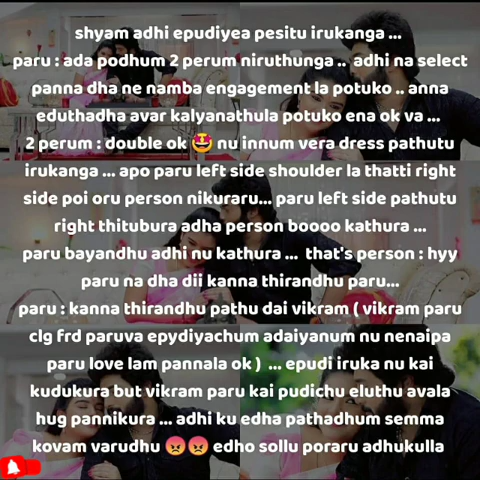 shyam adhi epudiyea pesitu irukanga ...
paru : ada podhum 2 perum niruthunga .. adhi na select
panna dha ne namba engagement la potuko .. anna
eduthadha avar kalyanathula potuko ena ok va ...
2 perum : double ok 🤩 nu innum vera dress pathutu
irukanga ... apo paru left side shoulder la thatti right
side poi oru person nikuraru... paru left side pathutu
right thitubura adha person boooo kathura ...
paru bayandhu adhi nu kathura ... that's person : hyy
paru na dha dii kanna thirandhu paru...
paru : kanna thirandhu pathu dai vikram ( vikram paru
clg frd paruva epydiyachum adaiyanum nu nenaipa
paru love lam pannala ok ) ... epudi iruka nu kai
kudukura but vikram paru kai pudichu eluthu avala
hug pannikura ... adhi ku edha pathadhum semma
kovam varudhu 😡😡 edho sollu poraru adhukulla